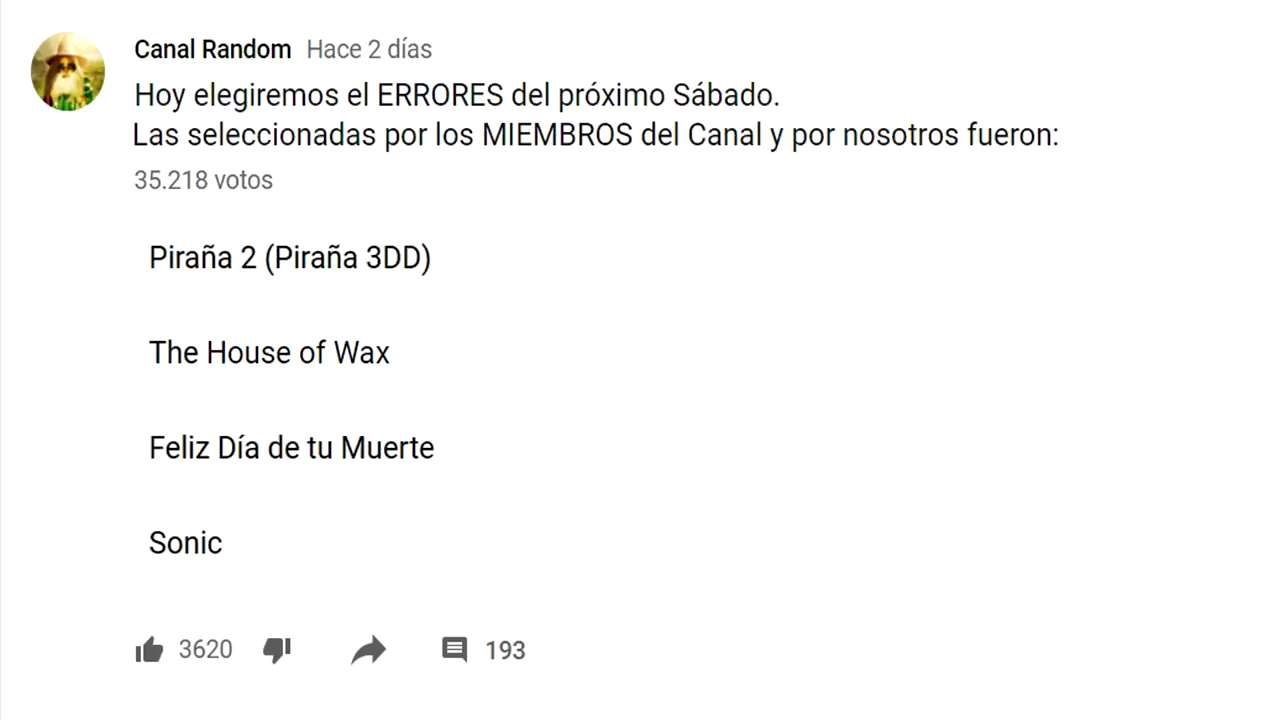 Canal Random Hace 2 días
Hoy elegiremos el ERRORES del próximo Sábado.
Las seleccionadas por los MIEMBROS del Canal y por nosotros fueron:
35.218 votos
Piraña 2 (Piraña 3DD)
The House of Wax
Feliz Día de tu Muerte
Sonic
3620 193